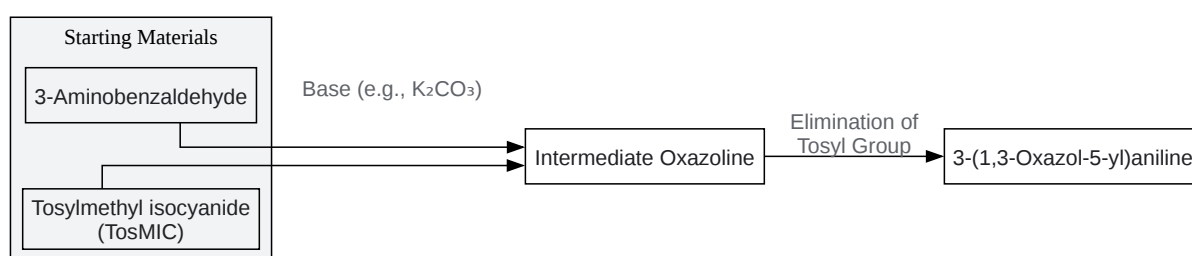 Starting Materials
3-Aminobenzaldehyde
Base (e.g., K₂CO₃)
Tosylmethyl isocyanide
(TosMIC)
Intermediate Oxazoline
Elimination of
Tosyl Group
3-(1,3-Oxazol-5-yl)aniline